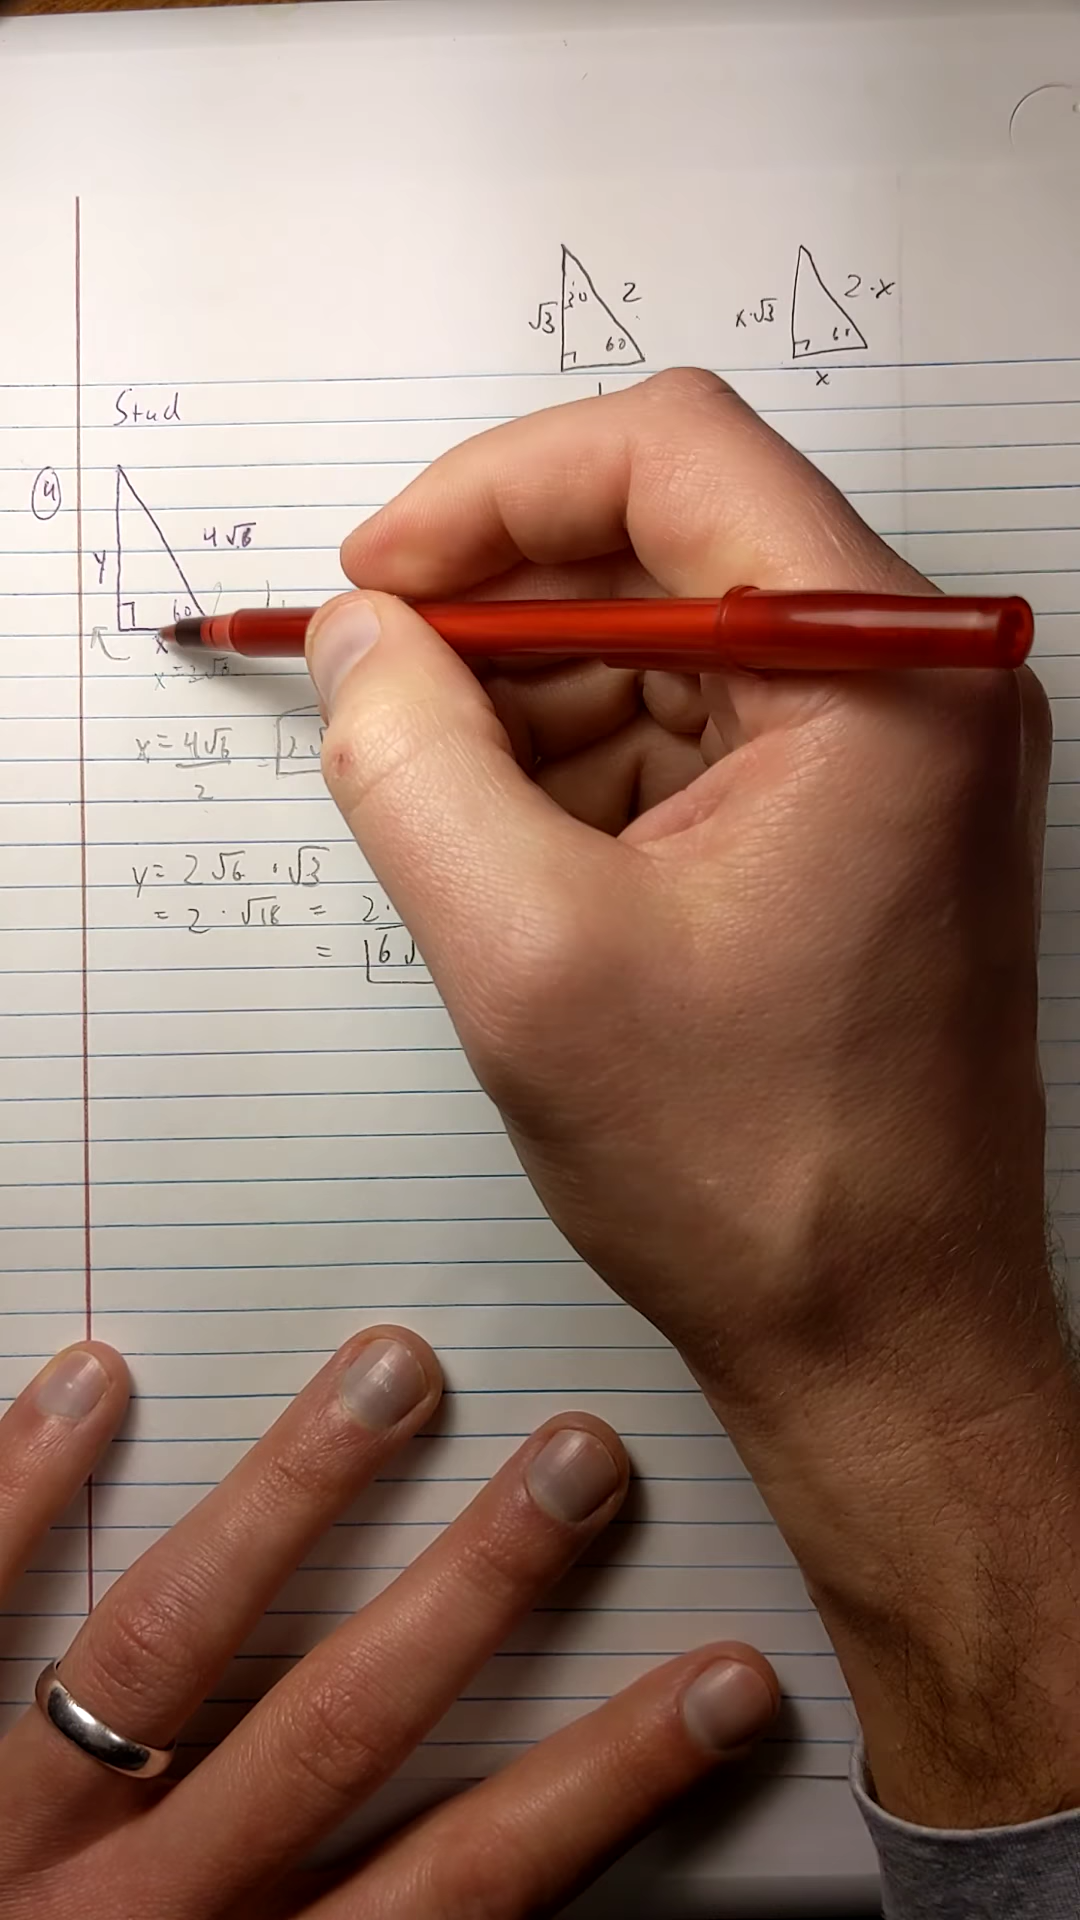 √3 30 2 60
x·√3 2·x x
Stud
4
y 4√6 60
x
x = 4√6
2
2√
y = 2√6 · √3
= 2 · √18 = 2·
= 6√